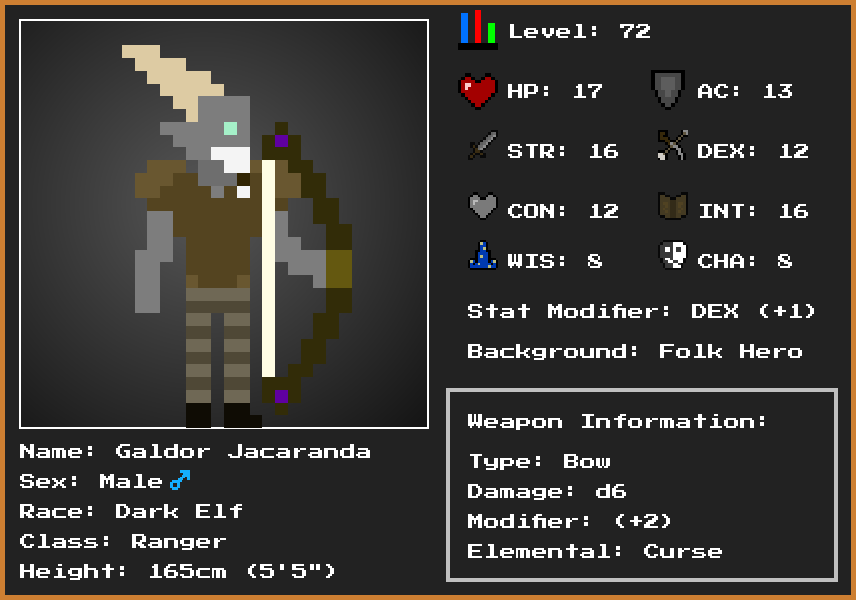 Level: 72
HP: 17
AC: 13
STR: 16
DEX: 12
CON: 12
INT: 16
WIS: 8
CHA: 8
Stat Modifier: DEX (+1)
Background: Folk Hero
Name: Galdor Jacaranda
Sex: Male ♂
Race: Dark Elf
Class: Ranger
Height: 165cm (5'5")
Weapon Information:
Type: Bow
Damage: d6
Modifier: (+2)
Elemental: Curse